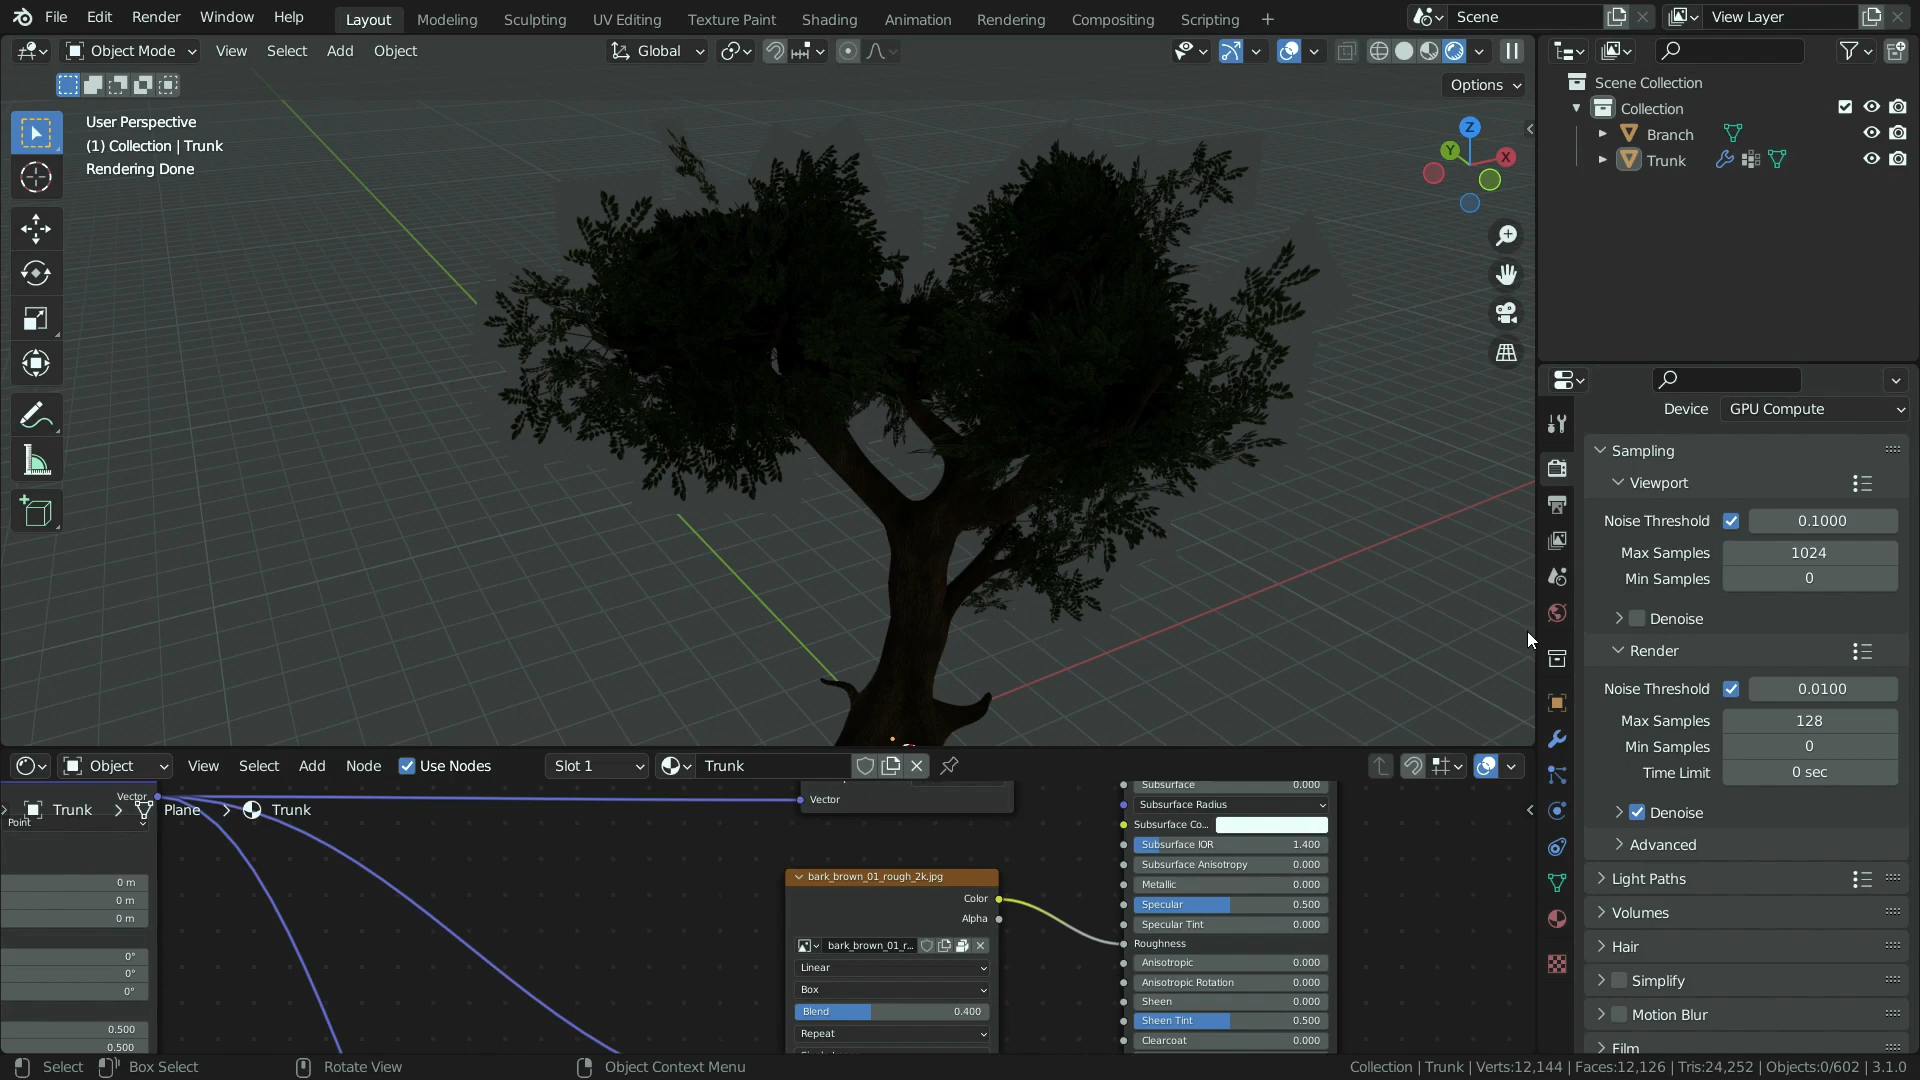 File Edit Render Window Help Layout Modeling Sculpting UV Editing Texture Paint Shading Animation Rendering Compositing Scripting + Scene View Layer
Object Mode View Select Add Object Global
Options
User Perspective
(1) Collection | Trunk
Rendering Done
Z
Y
X
Scene Collection
Collection
Branch
Trunk
Device GPU Compute
Sampling
Viewport
Noise Threshold 0.1000
Max Samples 1024
Min Samples 0
Denoise
Render
Noise Threshold 0.0100
Max Samples 128
Min Samples 0
Time Limit 0 sec
Denoise
Advanced
Light Paths
Volumes
Hair
Simplify
Motion Blur
Film
Object View Select Add Node Use Nodes Slot 1 Trunk
Trunk > Plane > Trunk
Vector
Point
0 m
0 m
0 m
0°
0°
0°
0.500
0.500
Vector
bark_brown_01_rough_2k.jpg
Color
Alpha
bark_brown_01_r...
Linear
Box
Blend 0.400
Repeat
Subsurface 0.000
Subsurface Radius
Subsurface Co...
Subsurface IOR 1.400
Subsurface Anisotropy 0.000
Metallic 0.000
Specular 0.500
Specular Tint 0.000
Roughness
Anisotropic 0.000
Anisotropic Rotation 0.000
Sheen 0.000
Sheen Tint 0.500
Clearcoat 0.000
Select Box Select Rotate View Object Context Menu Collection | Trunk | Verts:12,144 | Faces:12,126 | Tris:24,252 | Objects:0/602 | 3.1.0